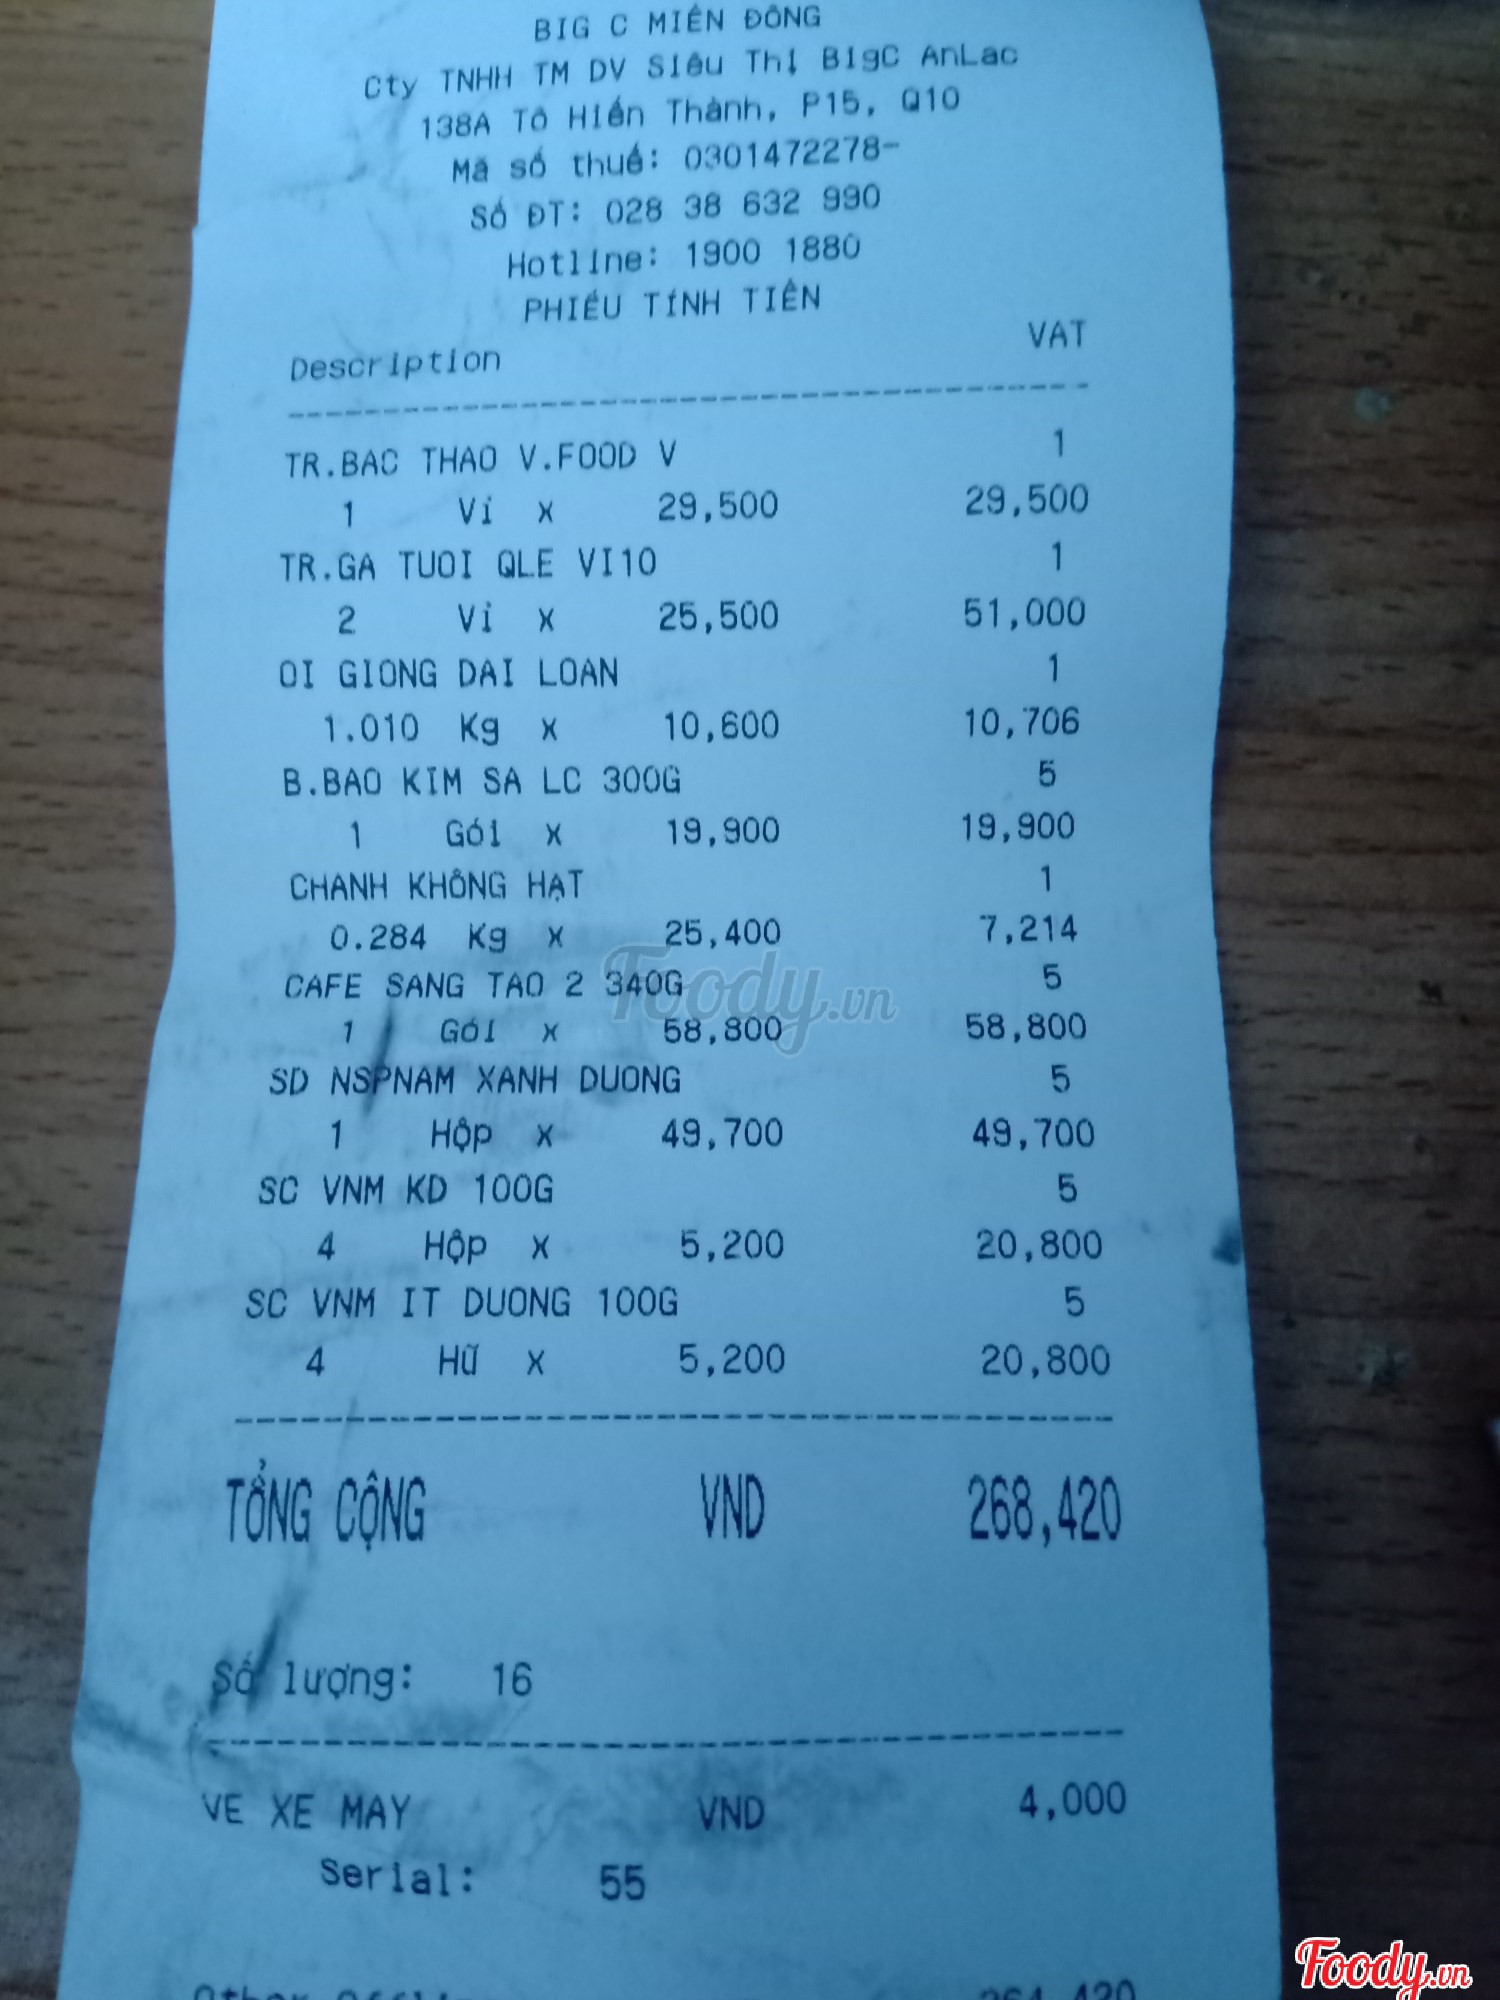 BIG C MIỀN ĐÔNG
Cty TNHH TM DV Siêu Thị BigC AnLac
138A Tô Hiến Thành, P15, Q10
Mã số thuế: 0301472278-
Số ĐT: 028 38 632 990
Hotline: 1900 1880
PHIẾU TÍNH TIỀN
Description VAT
TR.BAC THAO V.FOOD V 1
1 Vỉ x 29,500 29,500
TR.GA TUOI QLE VI10 1
2 Vỉ x 25,500 51,000
OI GIONG DAI LOAN 1
1.010 Kg x 10,600 10,706
B.BAO KIM SA LC 300G 5
1 Gói x 19,900 19,900
CHANH KHÔNG HẠT 1
0.284 Kg x 25,400 7,214
CAFE SANG TAO 2 340G 5
1 Gói x 58,800 58,800
SD NSPNAM XANH DUONG 5
1 Hộp x 49,700 49,700
SC VNM KD 100G 5
4 Hộp x 5,200 20,800
SC VNM IT DUONG 100G 5
4 Hũ x 5,200 20,800
TỔNG CỘNG VND 268,420
Số lượng: 16
VE XE MAY VND 4,000
Serial: 55
264,420
Foody.vn
Foody.vn